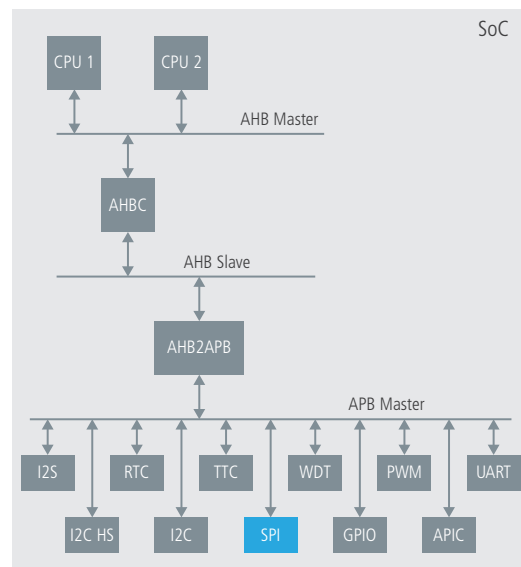 SoC
CPU 1
CPU 2
AHB Master
AHBC
AHB Slave
AHB2APB
APB Master
I2S
RTC
TTC
WDT
PWM
UART
I2C HS
I2C
SPI
GPIO
APIC